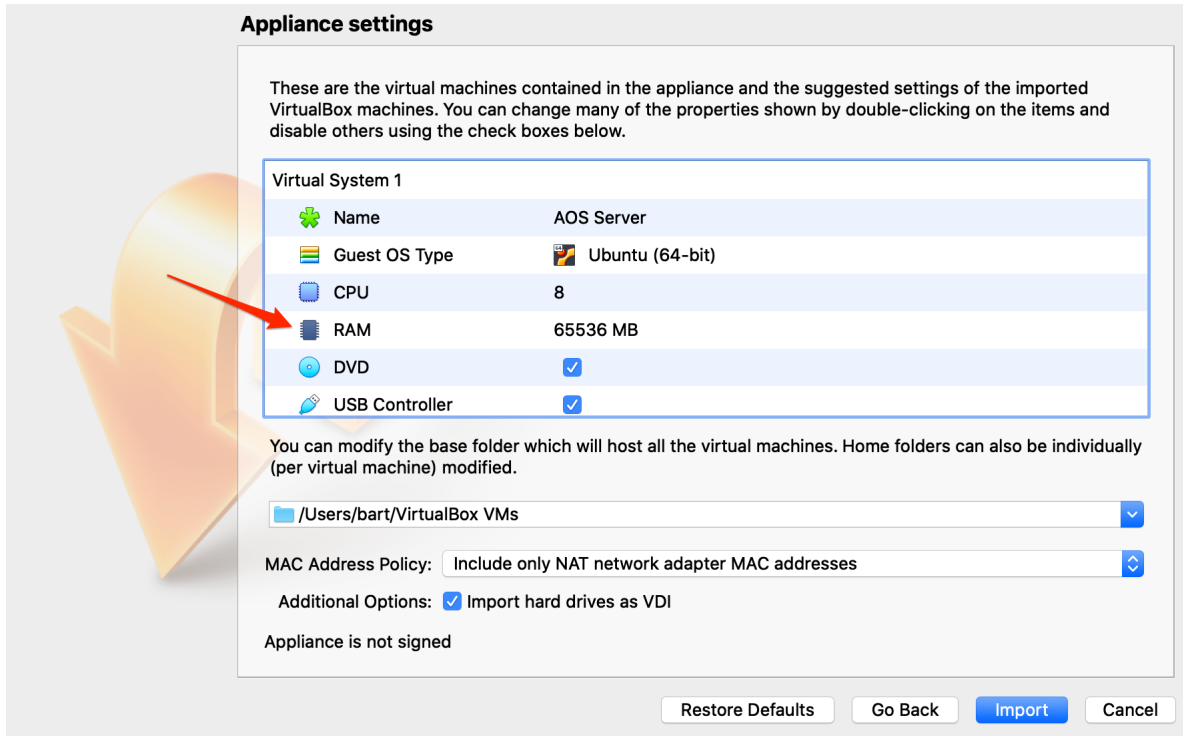 Appliance settings
These are the virtual machines contained in the appliance and the suggested settings of the imported
VirtualBox machines. You can change many of the properties shown by double-clicking on the items and
disable others using the check boxes below.
Virtual System 1
Name AOS Server
Guest OS Type Ubuntu (64-bit)
CPU 8
RAM 65536 MB
DVD
USB Controller
You can modify the base folder which will host all the virtual machines. Home folders can also be individually
(per virtual machine) modified.
/Users/bart/VirtualBox VMs
MAC Address Policy: Include only NAT network adapter MAC addresses
Additional Options: Import hard drives as VDI
Appliance is not signed
Restore Defaults Go Back Import Cancel